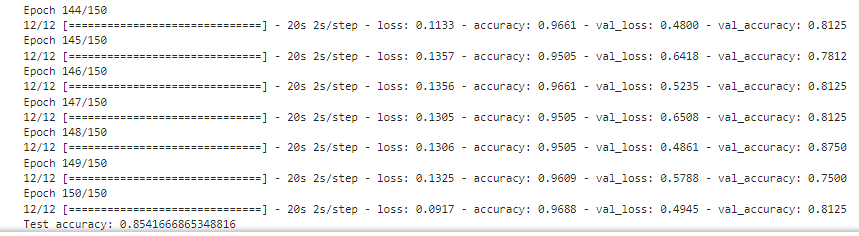 Epoch 144/150
12/12 [==============================] - 20s 2s/step - loss: 0.1133 - accuracy: 0.9661 - val_loss: 0.4800 - val_accuracy: 0.8125
Epoch 145/150
12/12 [==============================] - 20s 2s/step - loss: 0.1357 - accuracy: 0.9505 - val_loss: 0.6418 - val_accuracy: 0.7812
Epoch 146/150
12/12 [==============================] - 20s 2s/step - loss: 0.1356 - accuracy: 0.9661 - val_loss: 0.5235 - val_accuracy: 0.8125
Epoch 147/150
12/12 [==============================] - 20s 2s/step - loss: 0.1305 - accuracy: 0.9505 - val_loss: 0.6508 - val_accuracy: 0.8125
Epoch 148/150
12/12 [==============================] - 20s 2s/step - loss: 0.1306 - accuracy: 0.9505 - val_loss: 0.4861 - val_accuracy: 0.8750
Epoch 149/150
12/12 [==============================] - 20s 2s/step - loss: 0.1325 - accuracy: 0.9609 - val_loss: 0.5788 - val_accuracy: 0.7500
Epoch 150/150
12/12 [==============================] - 20s 2s/step - loss: 0.0917 - accuracy: 0.9688 - val_loss: 0.4945 - val_accuracy: 0.8125
Test accuracy: 0.8541666865348816